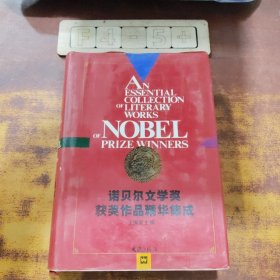 AN
ESSENTIAL
COLLECTION
OF LITERARY
WORKS
OF NOBEL
PRIZE WINNERS
诺贝尔文学奖
获奖作品精华集成